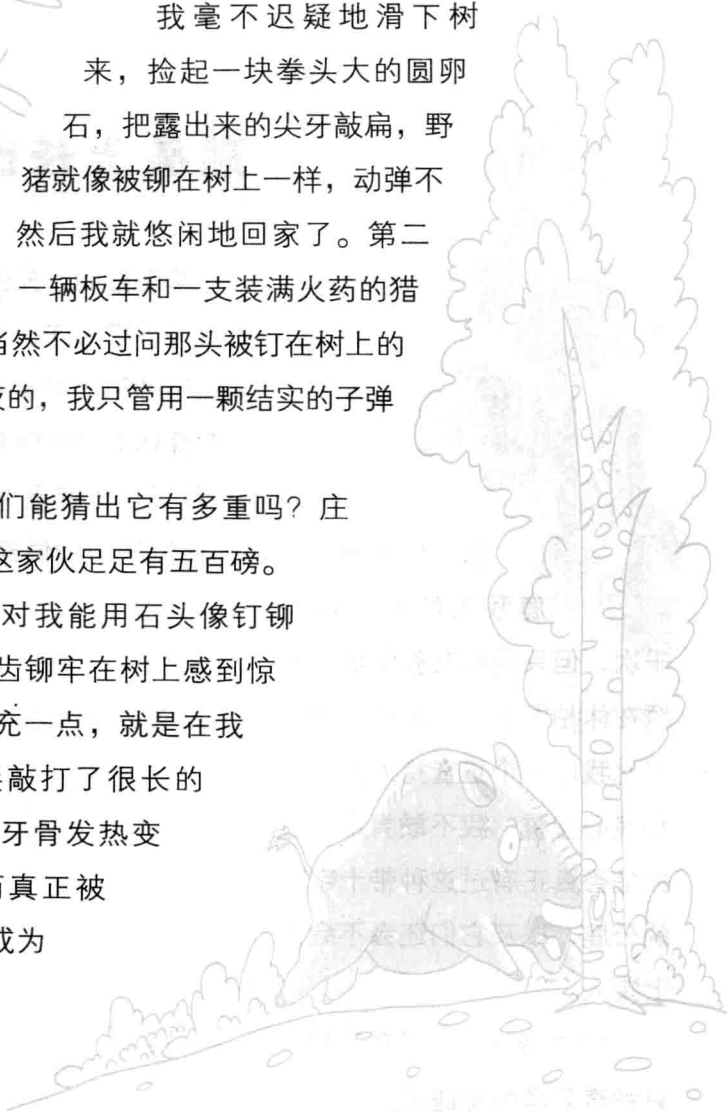 我毫不迟疑地滑下树
来，捡起一块拳头大的圆卵
石，把露出来的尖牙敲扁，野
猪就像被铆在树上一样，动弹不
然后我就悠闲地回家了。第二
一辆板车和一支装满火药的猎
当然不必过问那头被钉在树上的
夜的，我只管用一颗结实的子弹
们能猜出它有多重吗？庄
这家伙足足有五百磅。
对我能用石头像钉铆
齿铆牢在树上感到惊
充一点，就是在我
敲打了很长的
牙骨发热变
真正被
成为